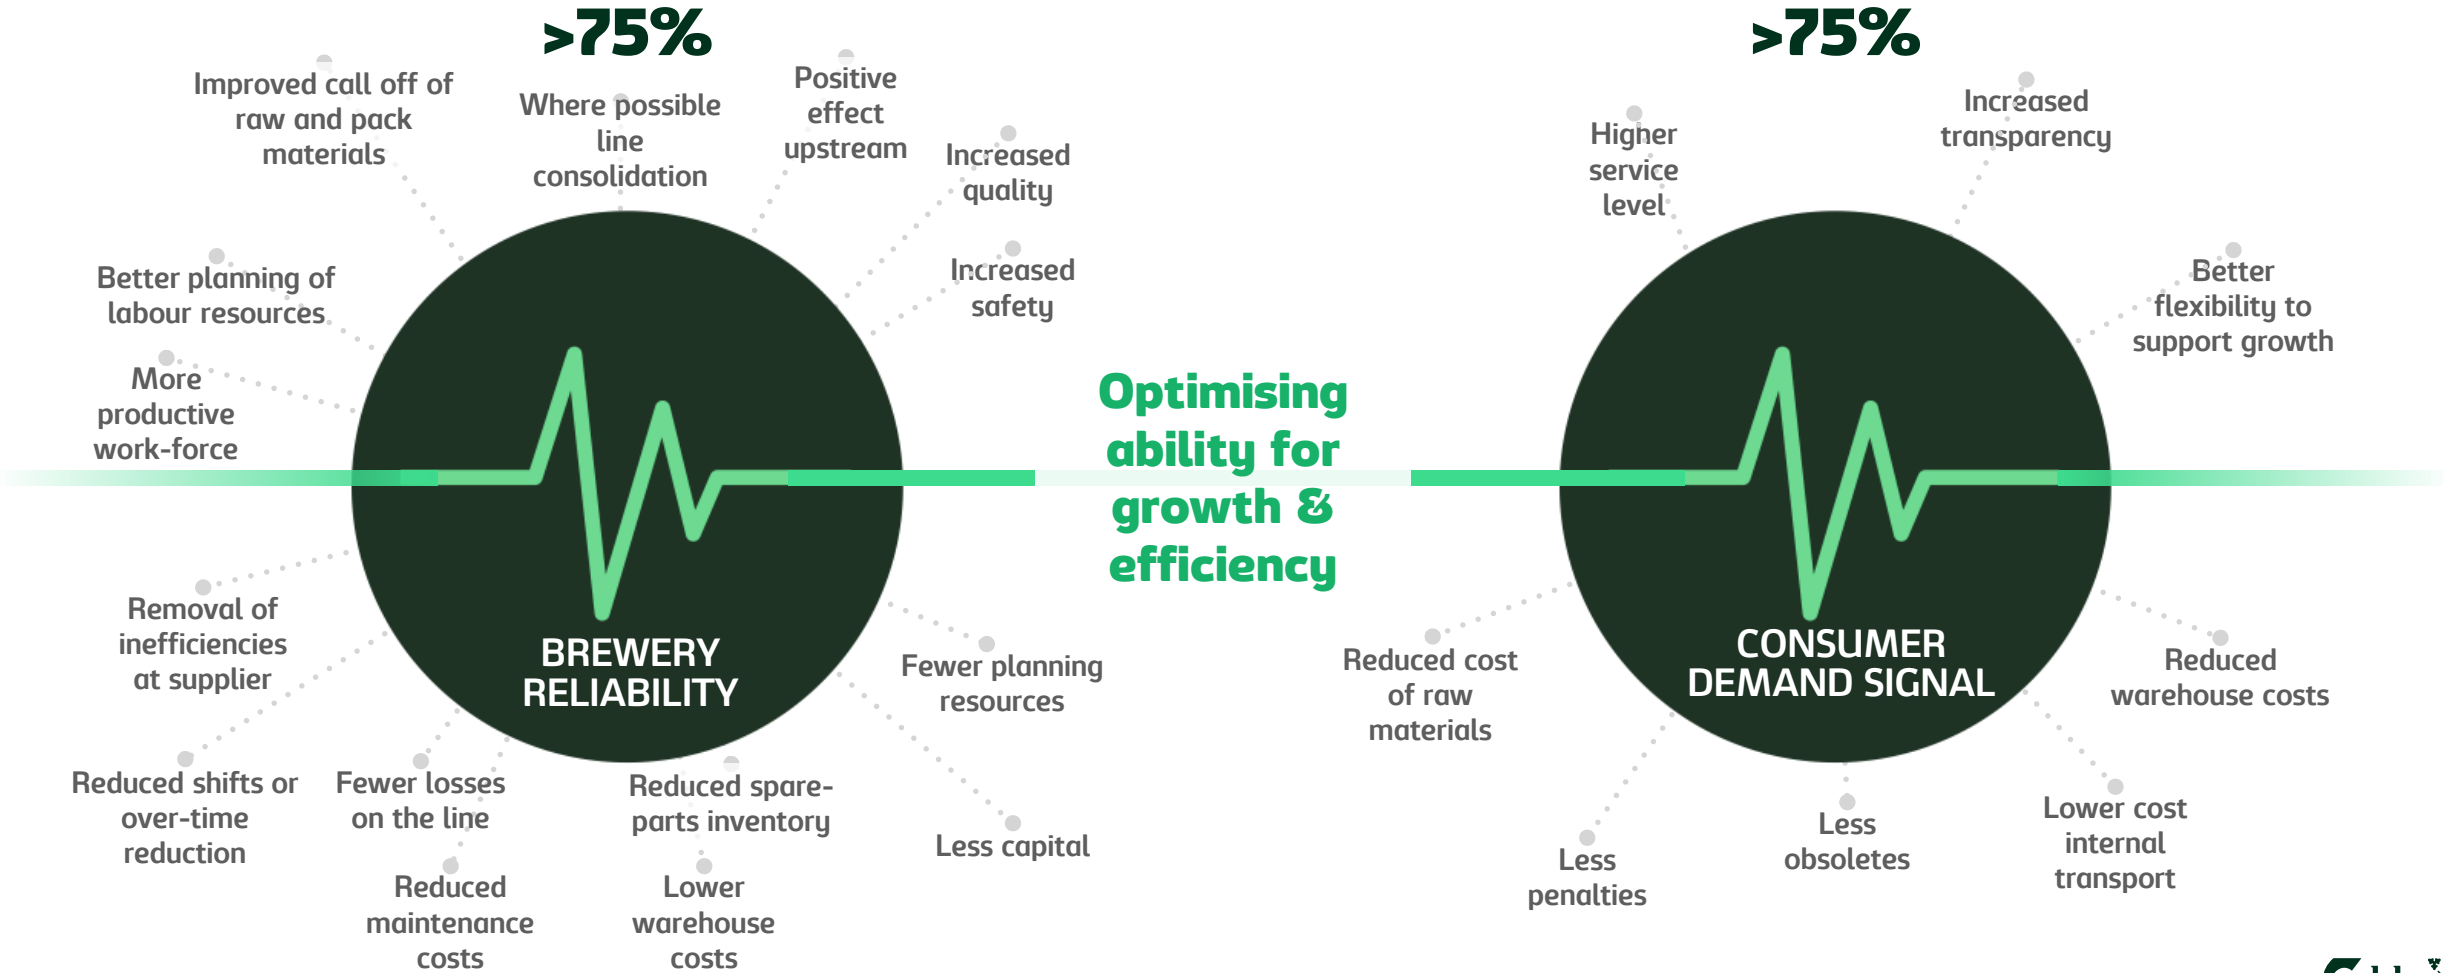 >75%
Improved call off of
raw and pack
materials
Where possible
line
consolidation
Positive
effect
upstream
Increased
quality
Increased
safety
Better planning of
labour resources
More
productive
work-force
Removal of
inefficiencies
at supplier
Reduced shifts or
over-time
reduction
Fewer losses
on the line
Reduced
maintenance
costs
Reduced spare-
parts inventory
Lower
warehouse
costs
Less capital
Fewer planning
resources
BREWERY
RELIABILITY
Optimising
ability for
growth &
efficiency
>75%
Higher
service
level
Increased
transparency
Better
flexibility to
support growth
CONSUMER
DEMAND SIGNAL
Reduced cost
of raw
materials
Less
penalties
Less
obsoletes
Lower cost
internal
transport
Reduced
warehouse costs